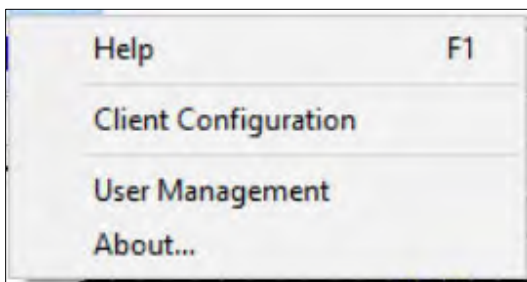 Help F1
Client Configuration
User Management
About...